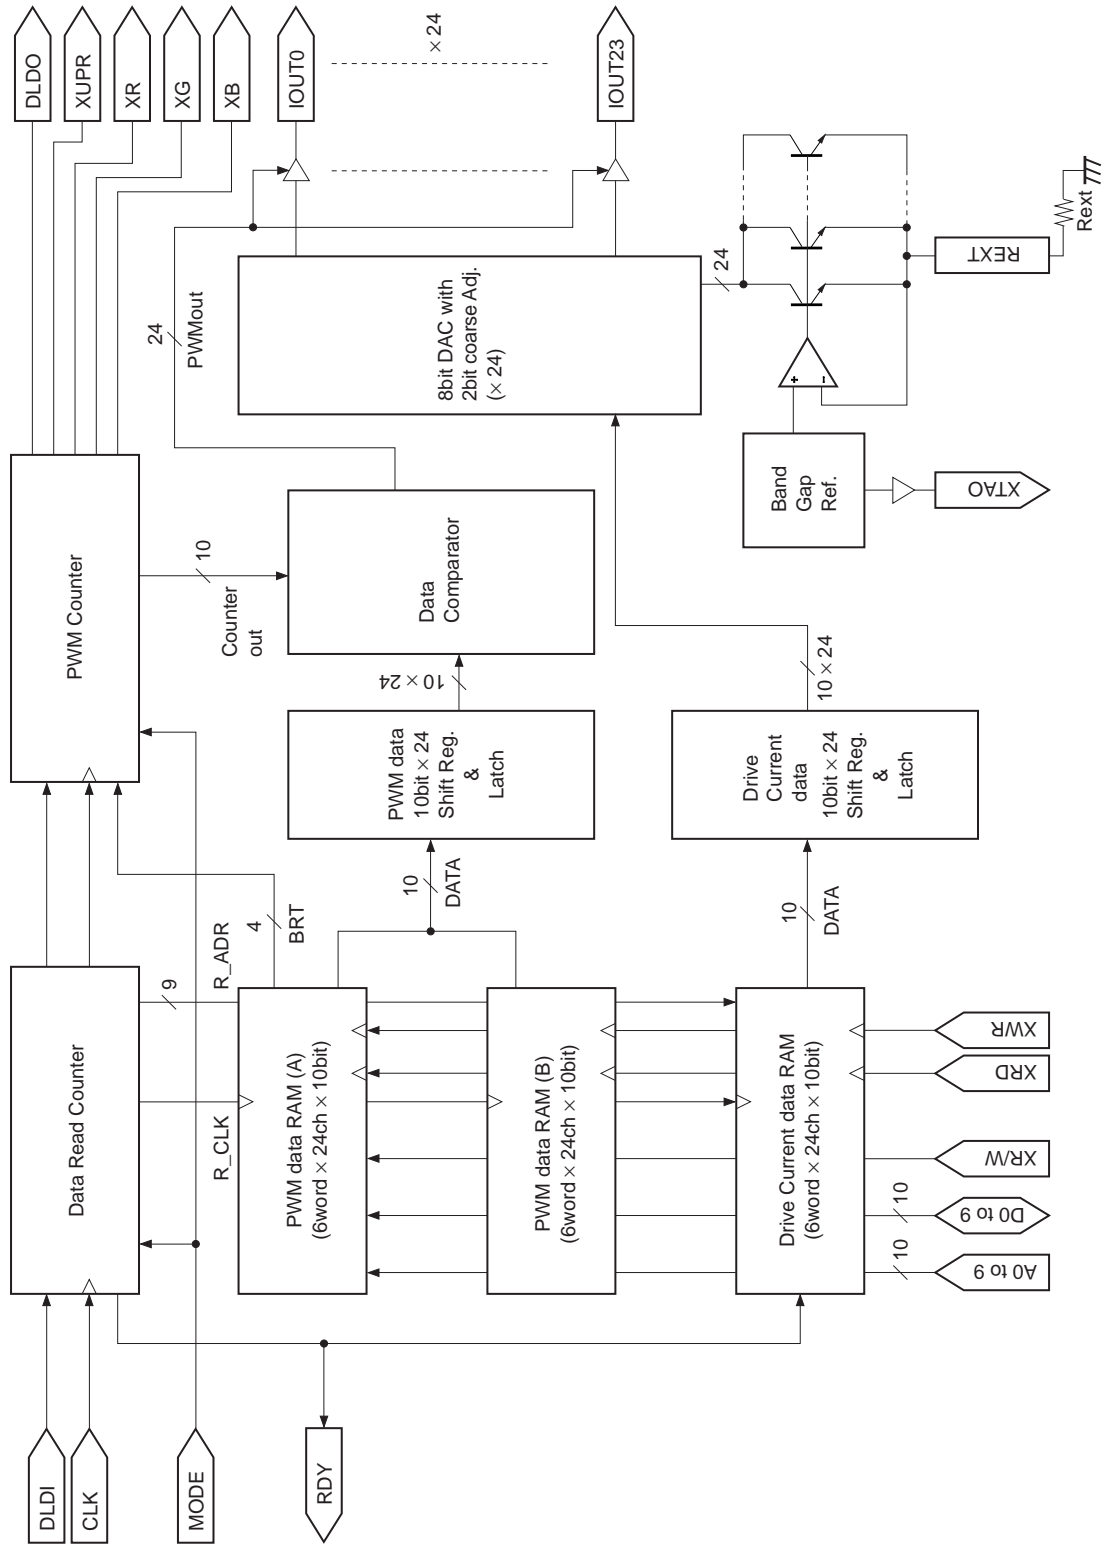 DLDI
CLK
MODE
RDY
Data Read Counter
9
R_ADR
R_CLK
4
BRT
PWM Counter
10
Counter
out
DLDO
XUPR
XR
XG
XB
PWM data RAM (A)
(6word × 24ch × 10bit)
PWM data RAM (B)
(6word × 24ch × 10bit)
Drive Current data RAM
(6word × 24ch × 10bit)
10
DATA
10
DATA
PWM data
10bit × 24
Shift Reg.
&
Latch
10 × 24
Data
Comparator
24
PWMout
Drive
Current
data
10bit × 24
Shift Reg.
&
Latch
10 × 24
8bit DAC with
2bit coarse Adj.
(× 24)
IOUT0
× 24
IOUT23
24
Band
Gap
Ref.
+
–
XTAO
REXT
Rext
A0 to 9
10
D0 to 9
10
XR/W
XRD
XWR